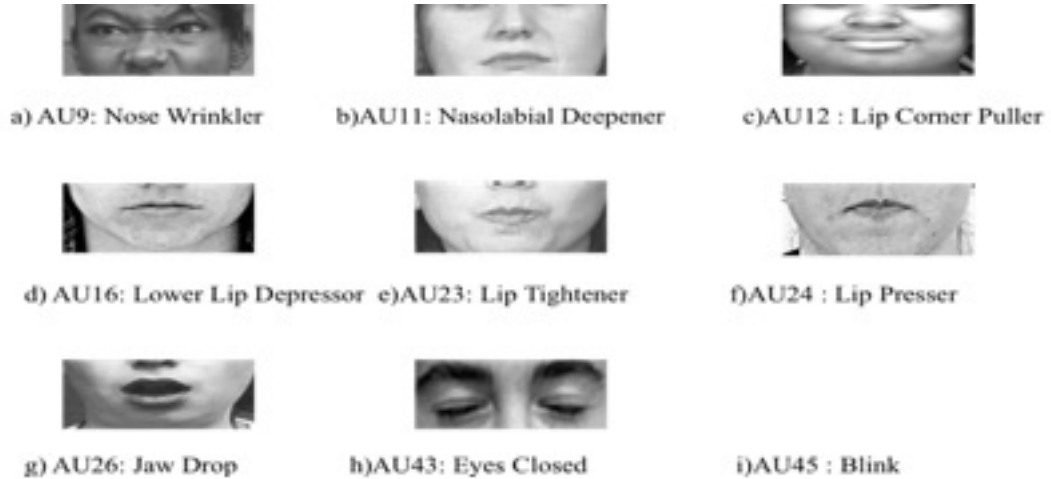 a) AU9: Nose Wrinkler
b)AU11: Nasolabial Deepener
c)AU12 : Lip Corner Puller
d) AU16: Lower Lip Depressor
e)AU23: Lip Tightener
f)AU24 : Lip Presser
g) AU26: Jaw Drop
h)AU43: Eyes Closed
i)AU45 : Blink